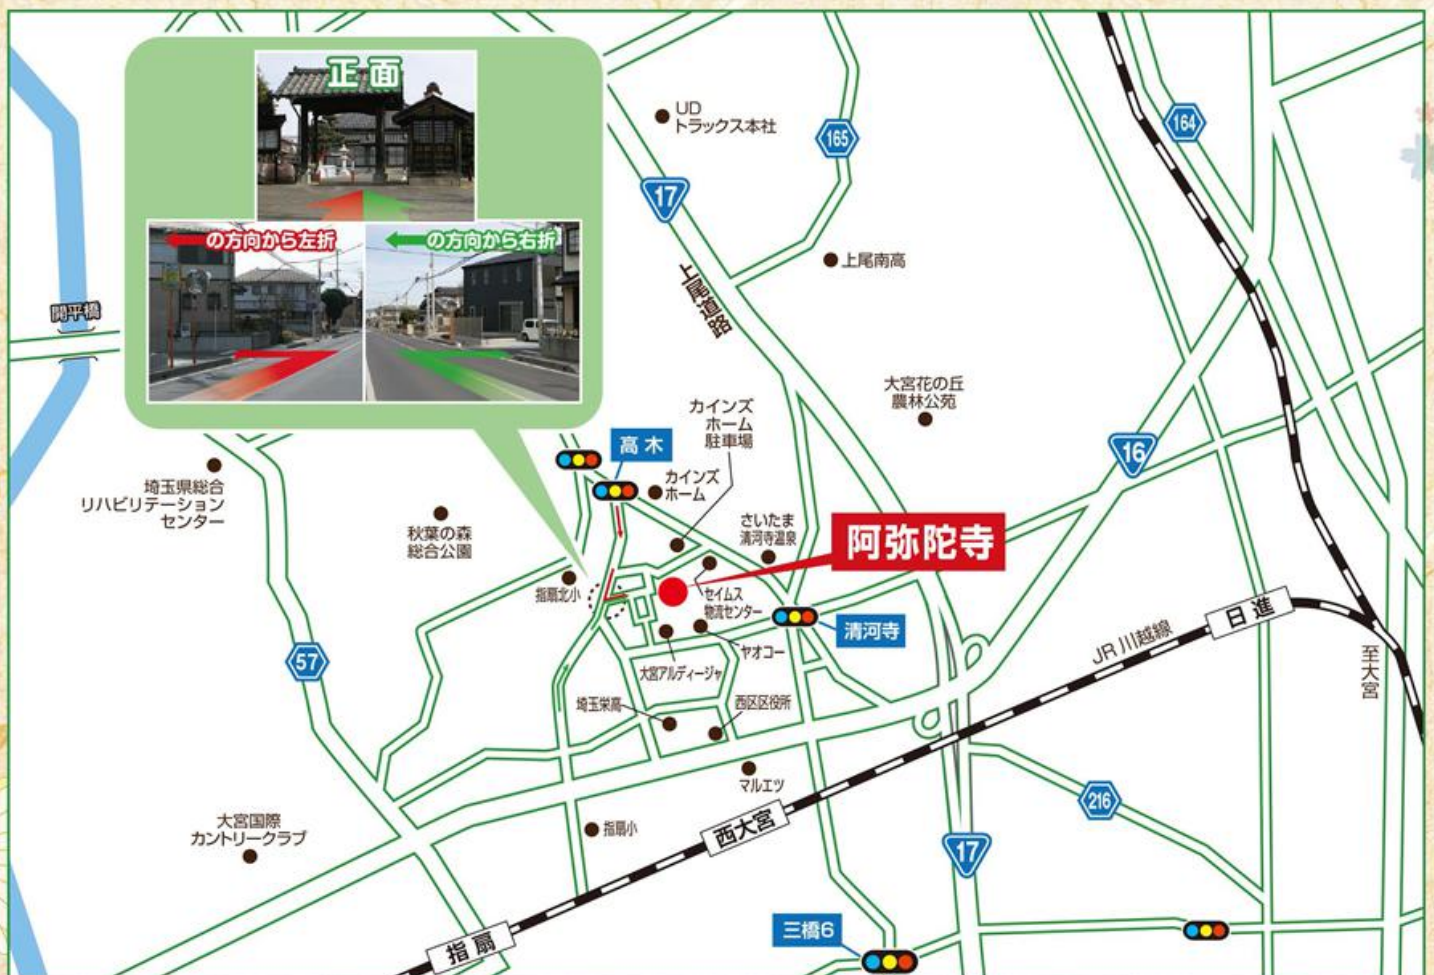 正面
の方向から左折
の方向から右折
開平橋
UD
トラックス本社
165
164
17
上尾道路
上尾南高
大宮花の丘
農林公苑
16
カインズ
ホーム
駐車場
高木
カインズ
ホーム
埼玉県総合
リハビリテーション
センター
秋葉の森
総合公園
さいたま
清河寺温泉
阿弥陀寺
指扇北小
セイムス
物流センター
清河寺
ヤオコー
大宮アルディージャ
57
埼玉栄高
西区区役所
JR川越線
日進
至大宮
マルエツ
216
大宮国際
カントリークラブ
指扇小
西大宮
17
三橋6
指扇